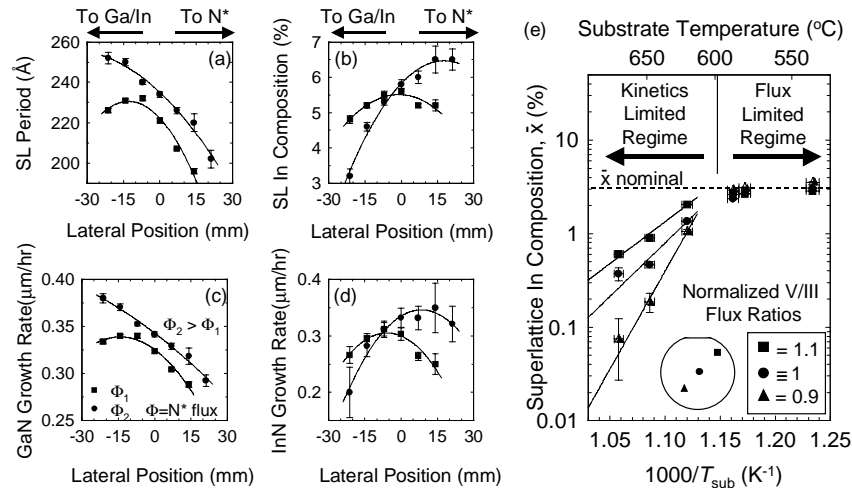 To Ga/In To N*
(a)
260
240
220
200
SL Period (Å)
-30 -15 0 15 30
Lateral Position (mm)
To Ga/In To N*
(b)
8
7
6
5
4
3
SL In Composition (%)
-30 -15 0 15 30
Lateral Position (mm)
(c)
0.40
0.35
0.30
0.25
GaN Growth Rate(μm/hr)
Φ2 > Φ1
Φ1
Φ2 Φ=N* flux
-30 -15 0 15 30
Lateral Position (mm)
(d)
0.4
0.3
0.2
InN Growth Rate(μm/hr)
-30 -15 0 15 30
Lateral Position (mm)
(e) Substrate Temperature (°C)
650 600 550
100
10
1
0.1
0.01
Superlattice In Composition, x̄ (%)
Kinetics Flux
Limited Limited
Regime Regime
x̄ nominal
Normalized V/III
Flux Ratios
= 1.1
≡ 1
= 0.9
1.05 1.10 1.15 1.20 1.25
1000/Tsub (K-1)